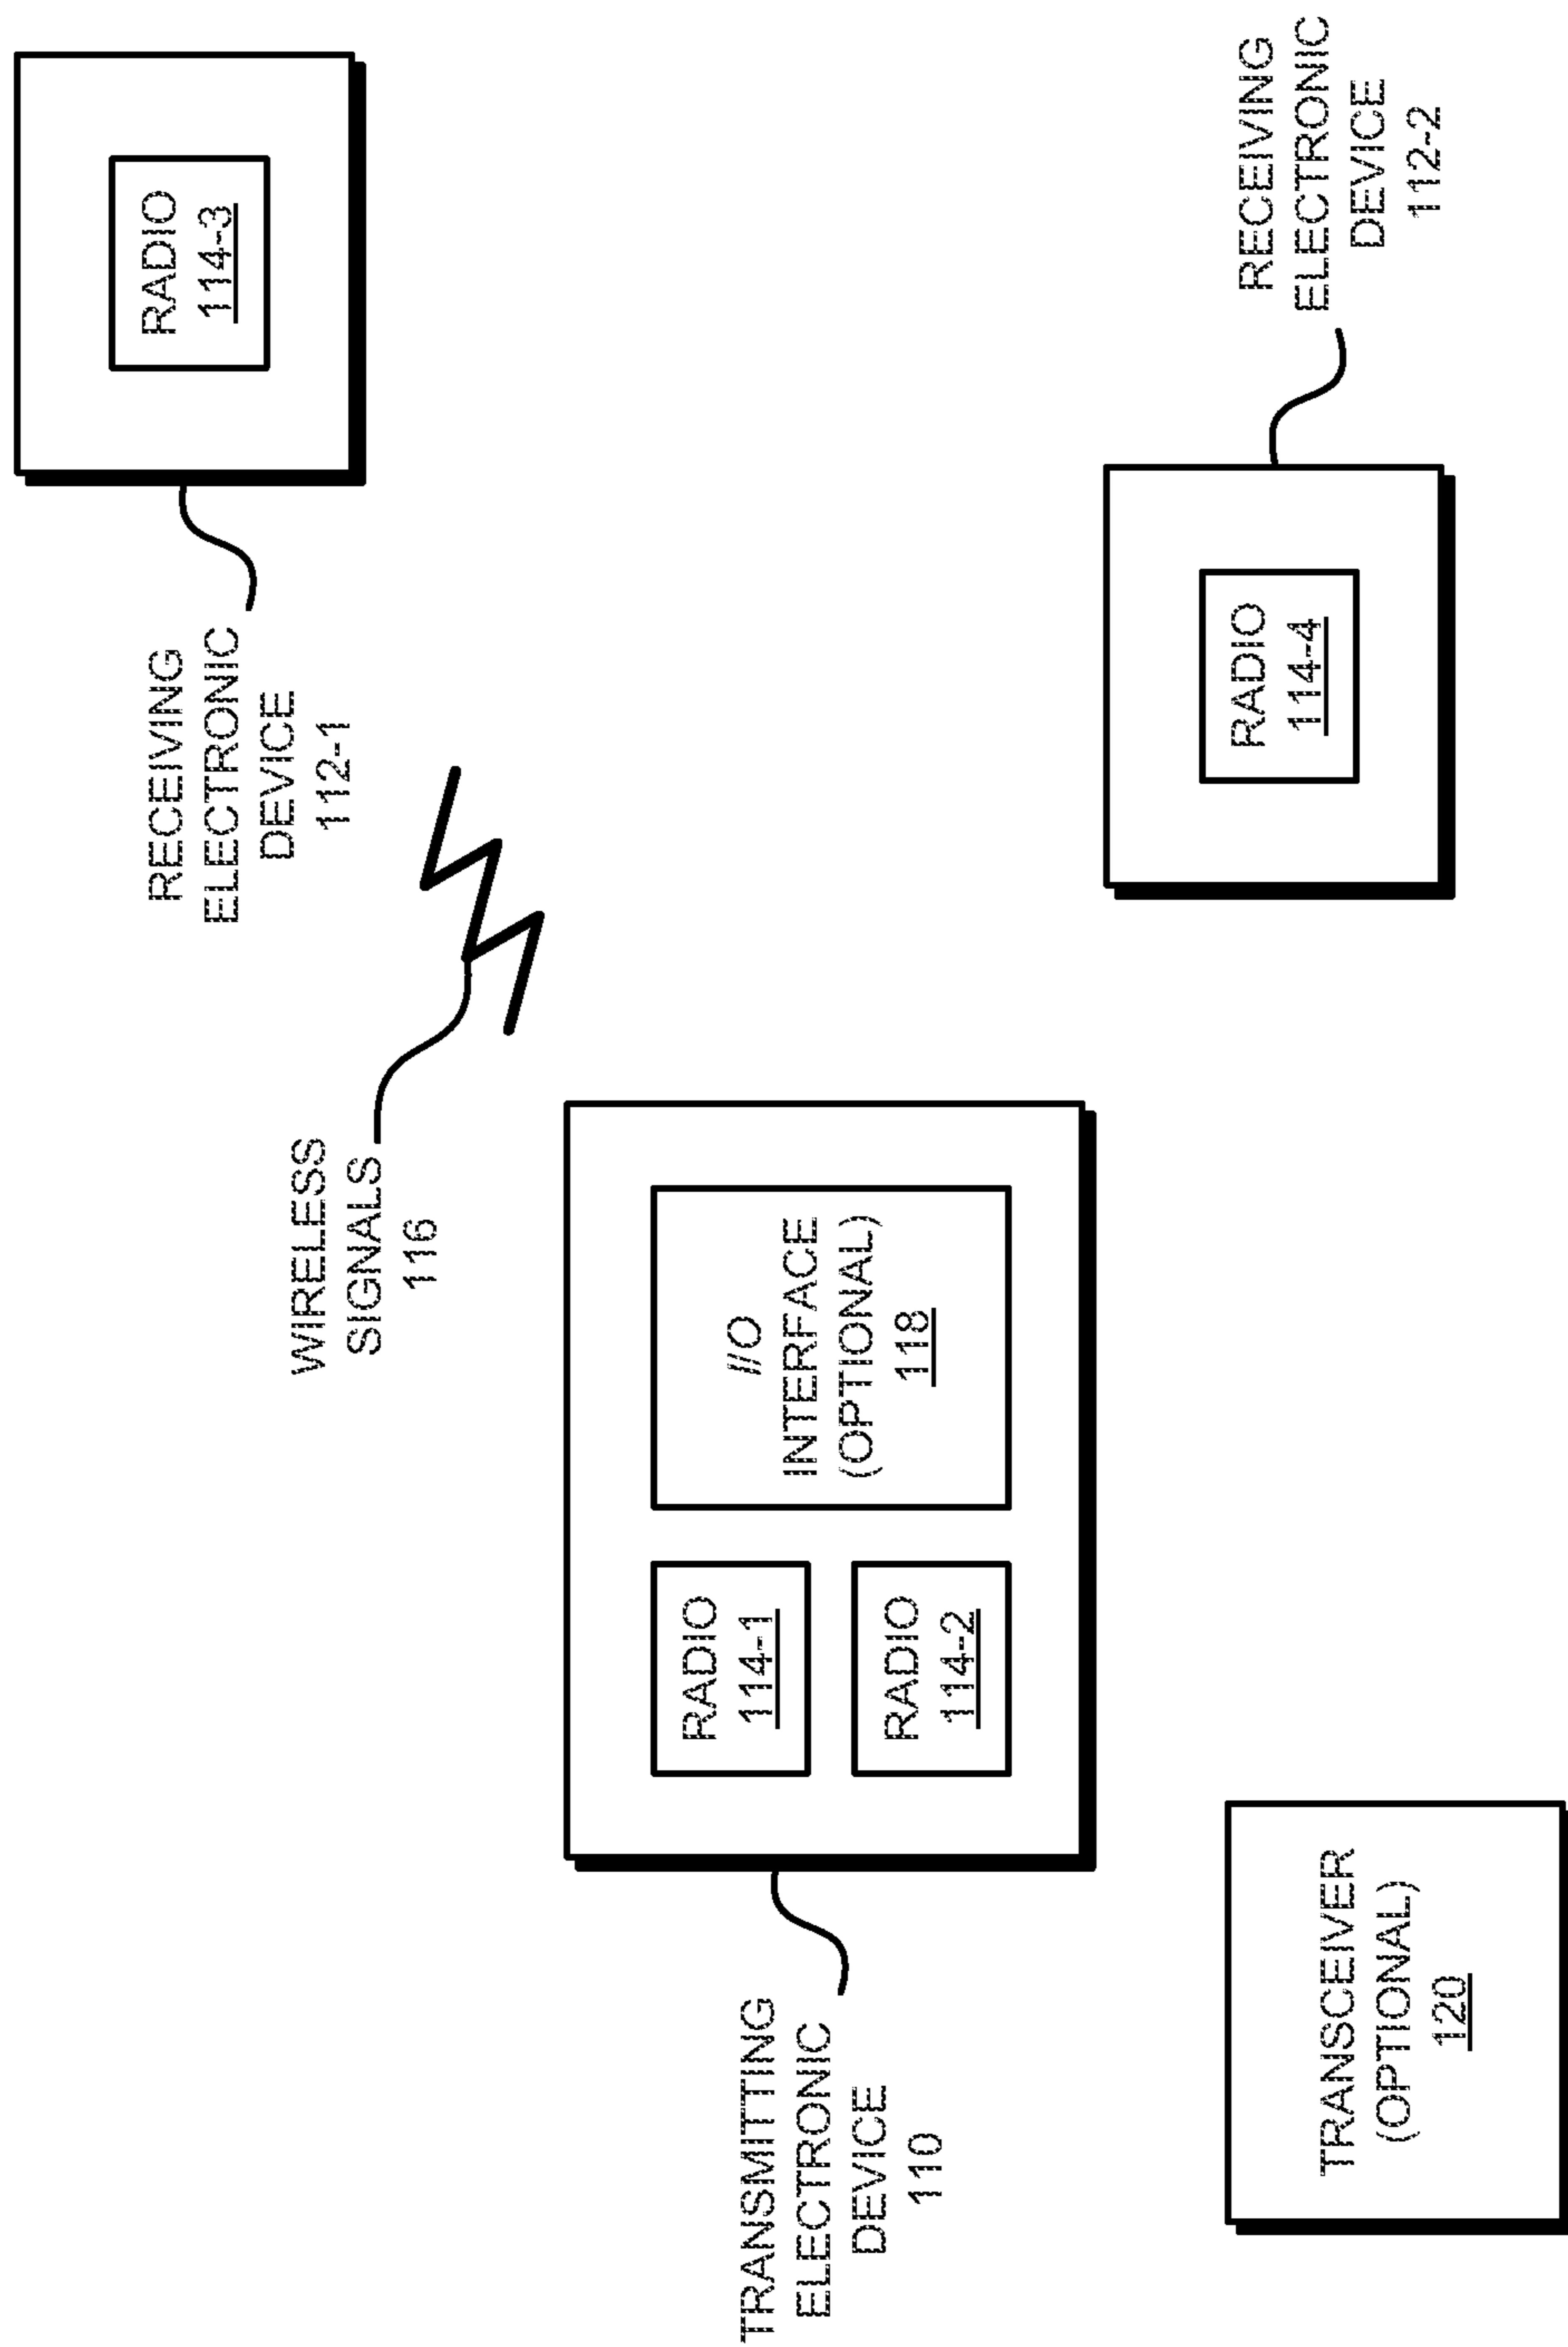 RECEIVING
ELECTRONIC
DEVICE
112-1
RADIO
114-3
WIRELESS
SIGNALS
116
TRANSMITTING
ELECTRONIC
DEVICE
110
RADIO
114-1
RADIO
114-2
I/O
INTERFACE
(OPTIONAL)
118
RADIO
114-4
RECEIVING
ELECTRONIC
DEVICE
112-2
TRANSCEIVER
(OPTIONAL)
120